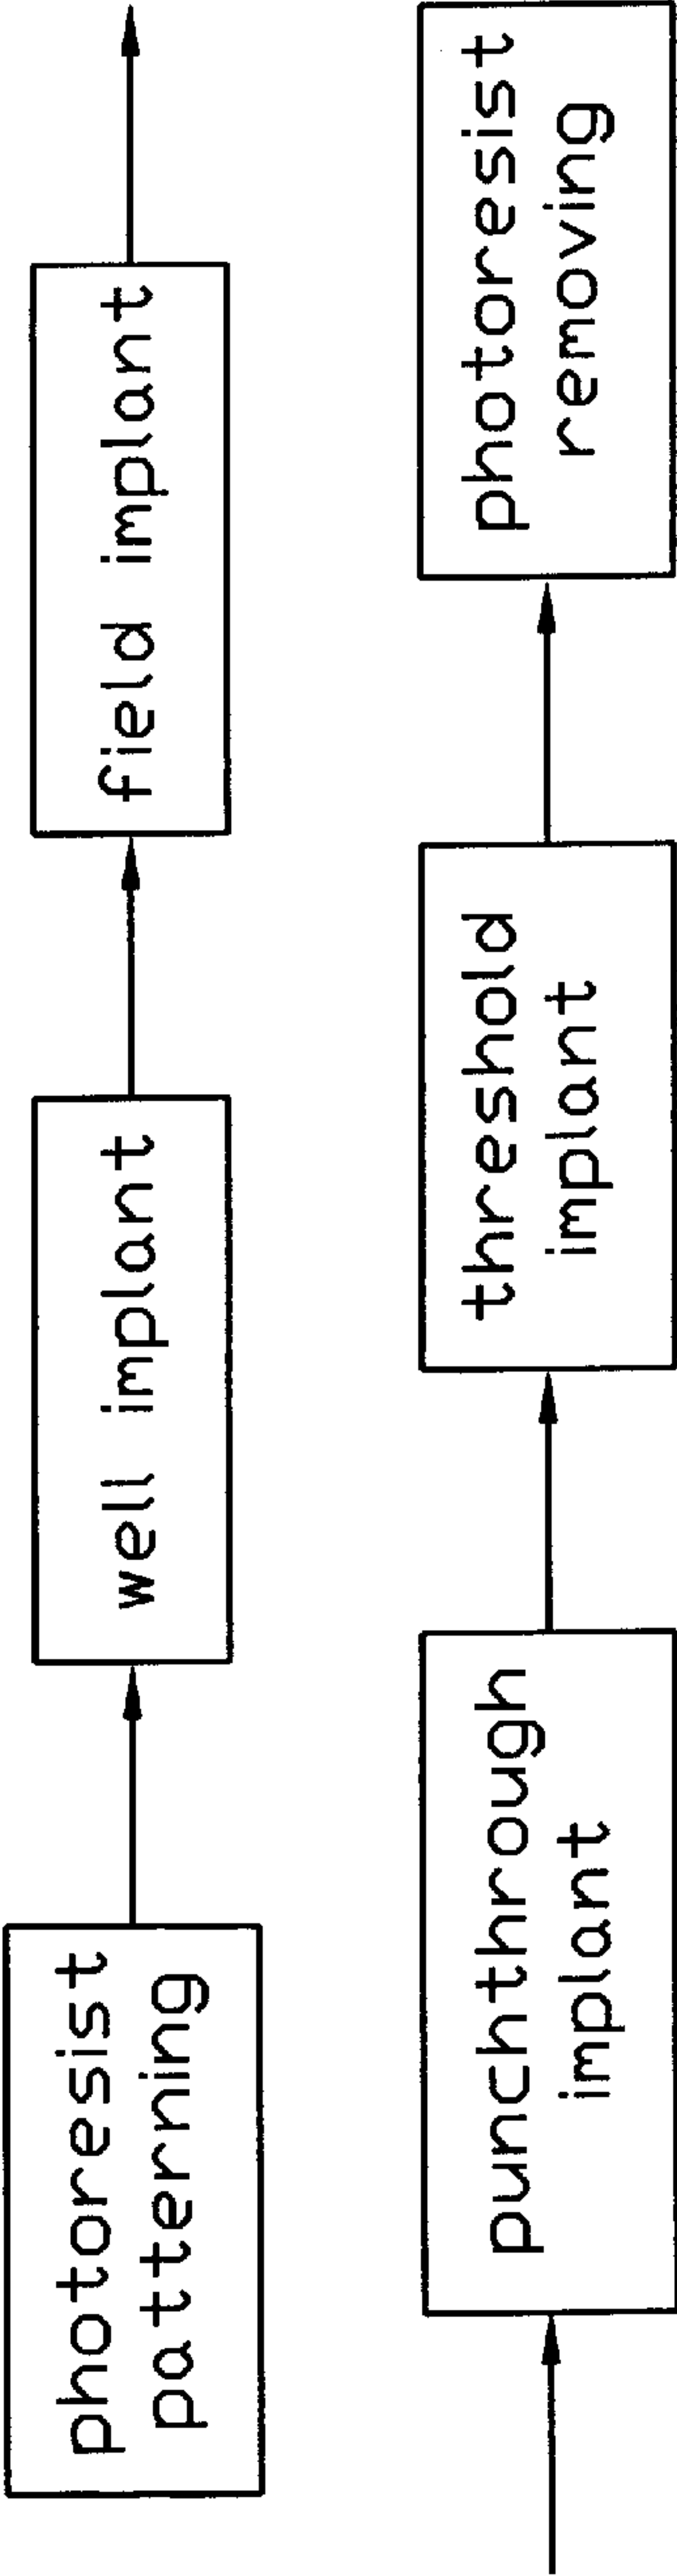 photoresist
patterning
well implant
field implant
punchthrough
implant
threshold
implant
photoresist
removing